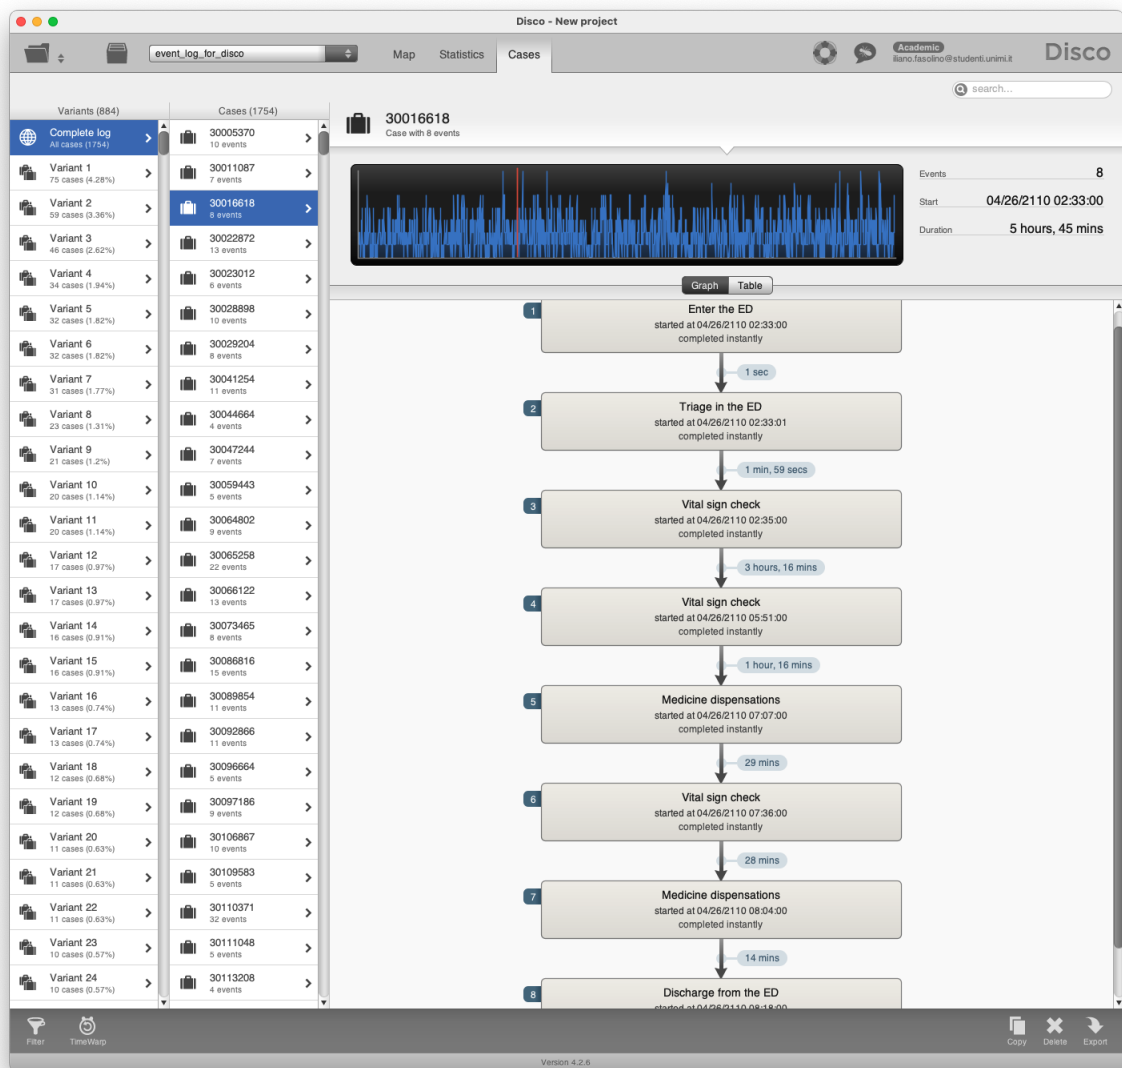 Disco - New project
event_log_for_disco
Map
Statistics
Cases
Academic
iliano.fasolino@studenti.unimi.it
Disco
search...
Variants (884)
Complete log
All cases (1754)
Variant 1
75 cases (4.28%)
Variant 2
59 cases (3.36%)
Variant 3
46 cases (2.62%)
Variant 4
34 cases (1.94%)
Variant 5
32 cases (1.82%)
Variant 6
32 cases (1.82%)
Variant 7
31 cases (1.77%)
Variant 8
23 cases (1.31%)
Variant 9
21 cases (1.2%)
Variant 10
20 cases (1.14%)
Variant 11
20 cases (1.14%)
Variant 12
17 cases (0.97%)
Variant 13
17 cases (0.97%)
Variant 14
16 cases (0.91%)
Variant 15
16 cases (0.91%)
Variant 16
13 cases (0.74%)
Variant 17
13 cases (0.74%)
Variant 18
12 cases (0.68%)
Variant 19
12 cases (0.68%)
Variant 20
11 cases (0.63%)
Variant 21
11 cases (0.63%)
Variant 22
11 cases (0.63%)
Variant 23
10 cases (0.57%)
Variant 24
10 cases (0.57%)
Cases (1754)
30005370
10 events
30011087
7 events
30016618
8 events
30022872
13 events
30023012
6 events
30028898
10 events
30029204
8 events
30041254
11 events
30044664
4 events
30047244
7 events
30059443
5 events
30064802
9 events
30065258
22 events
30066122
13 events
30073465
8 events
30086816
15 events
30089854
11 events
30092866
11 events
30096664
5 events
30097186
9 events
30106867
10 events
30109583
5 events
30110371
32 events
30111048
5 events
30113208
4 events
30016618
Case with 8 events
Events 8
Start 04/26/2110 02:33:00
Duration 5 hours, 45 mins
Graph
Table
1
Enter the ED
started at 04/26/2110 02:33:00
completed instantly
1 sec
2
Triage in the ED
started at 04/26/2110 02:33:01
completed instantly
1 min, 59 secs
3
Vital sign check
started at 04/26/2110 02:35:00
completed instantly
3 hours, 16 mins
4
Vital sign check
started at 04/26/2110 05:51:00
completed instantly
1 hour, 16 mins
5
Medicine dispensations
started at 04/26/2110 07:07:00
completed instantly
29 mins
6
Vital sign check
started at 04/26/2110 07:36:00
completed instantly
28 mins
7
Medicine dispensations
started at 04/26/2110 08:04:00
completed instantly
14 mins
8
Discharge from the ED
started at 04/26/2110 08:18:00
Filter
TimeWarp
Copy
Delete
Export
Version 4.2.6